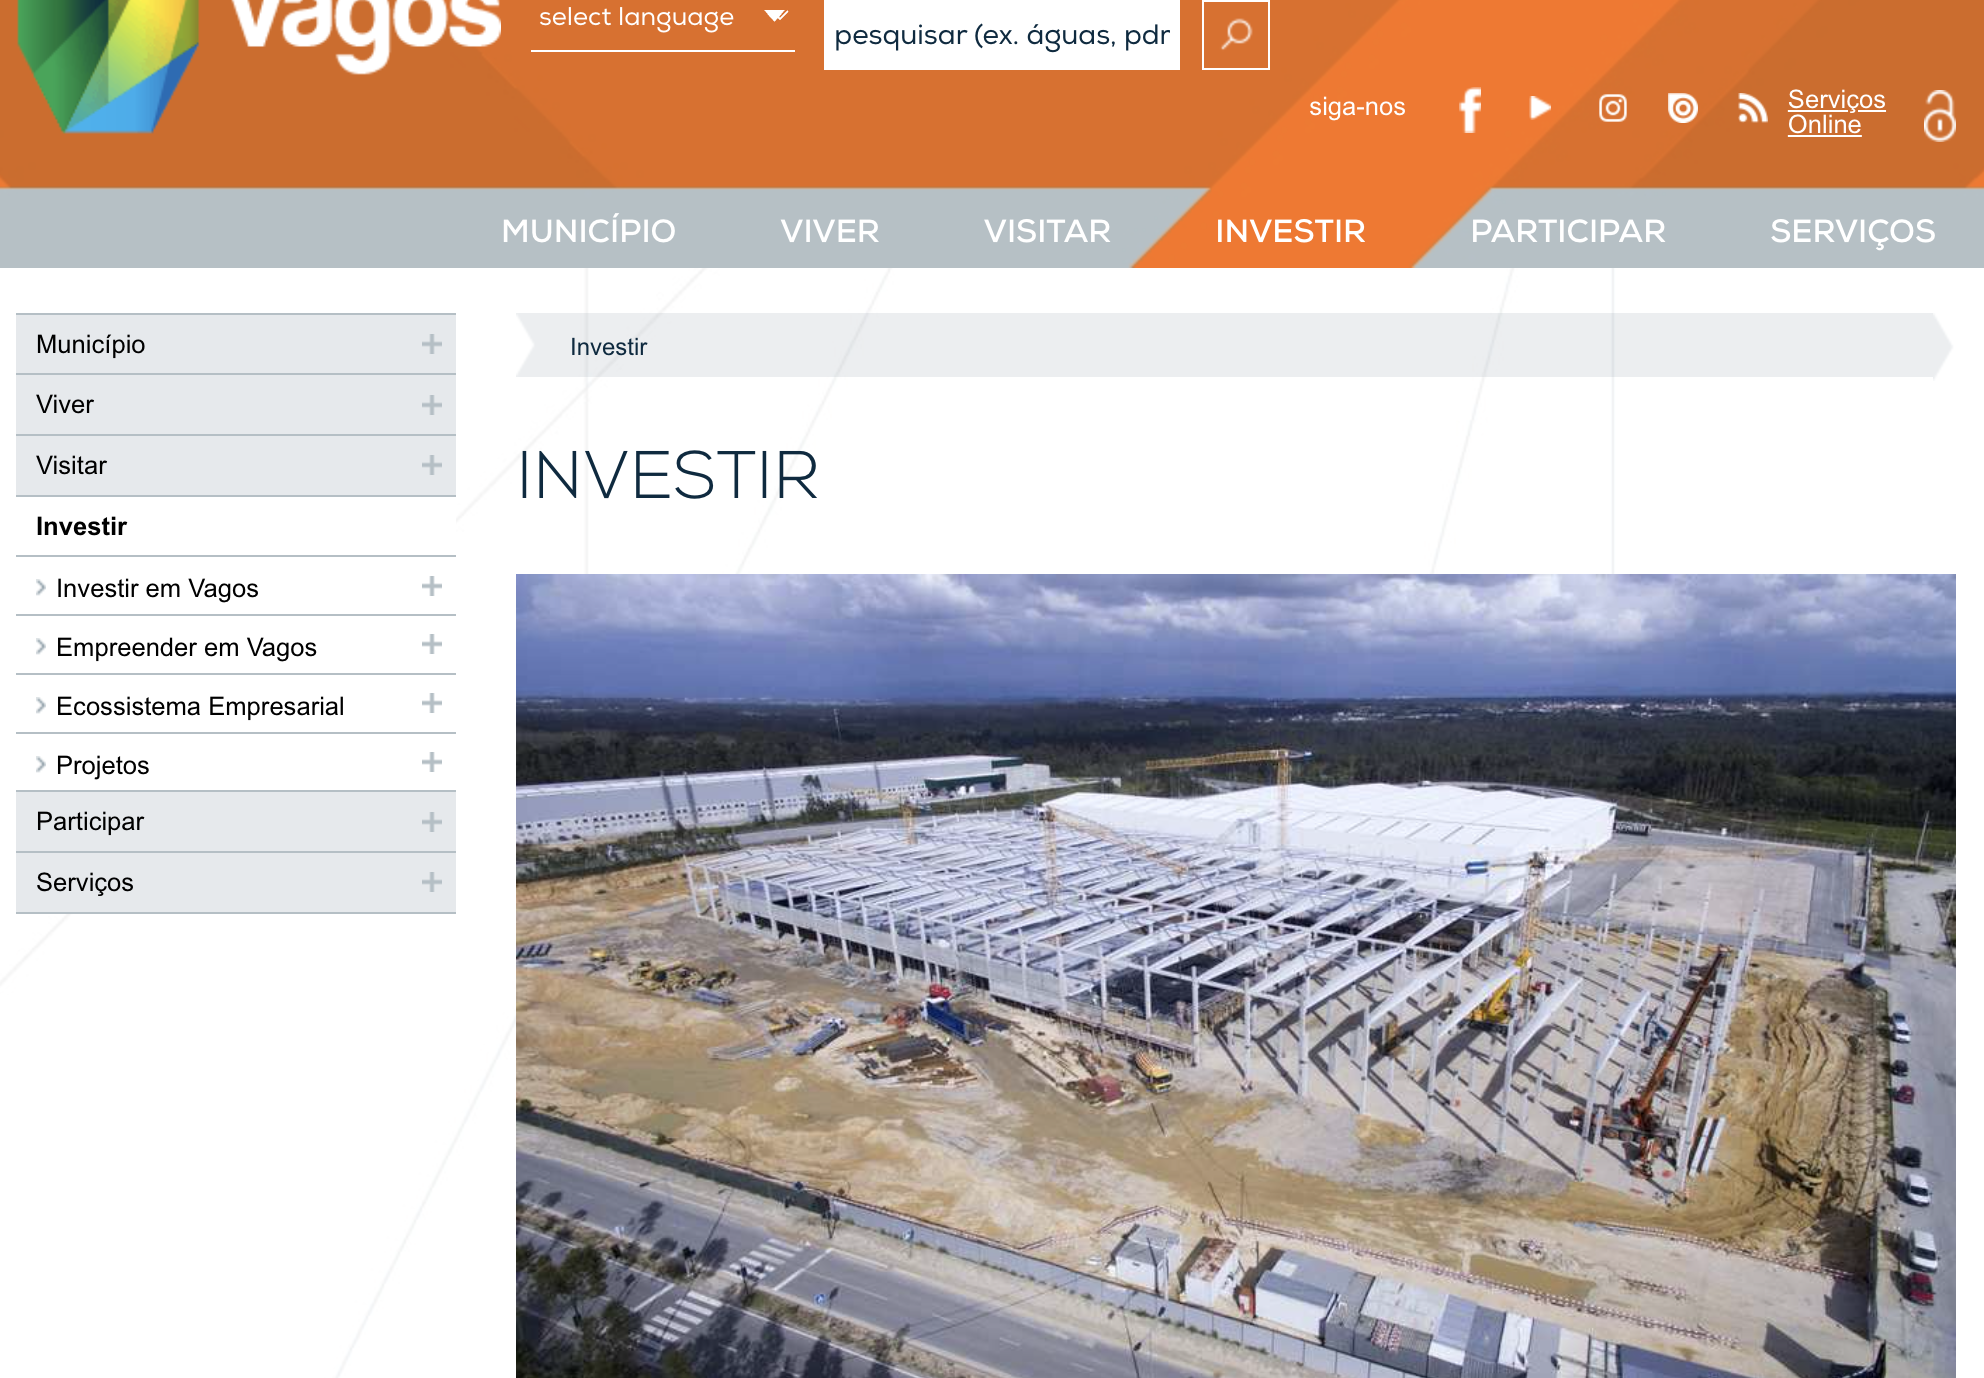 vagos
select language
pesquisar (ex. águas, pdr
siga-nos
Serviços
Online
MUNICÍPIO VIVER VISITAR INVESTIR PARTICIPAR SERVIÇOS
Município
Viver
Visitar
Investir
Investir em Vagos
Empreender em Vagos
Ecossistema Empresarial
Projetos
Participar
Serviços
Investir
INVESTIR